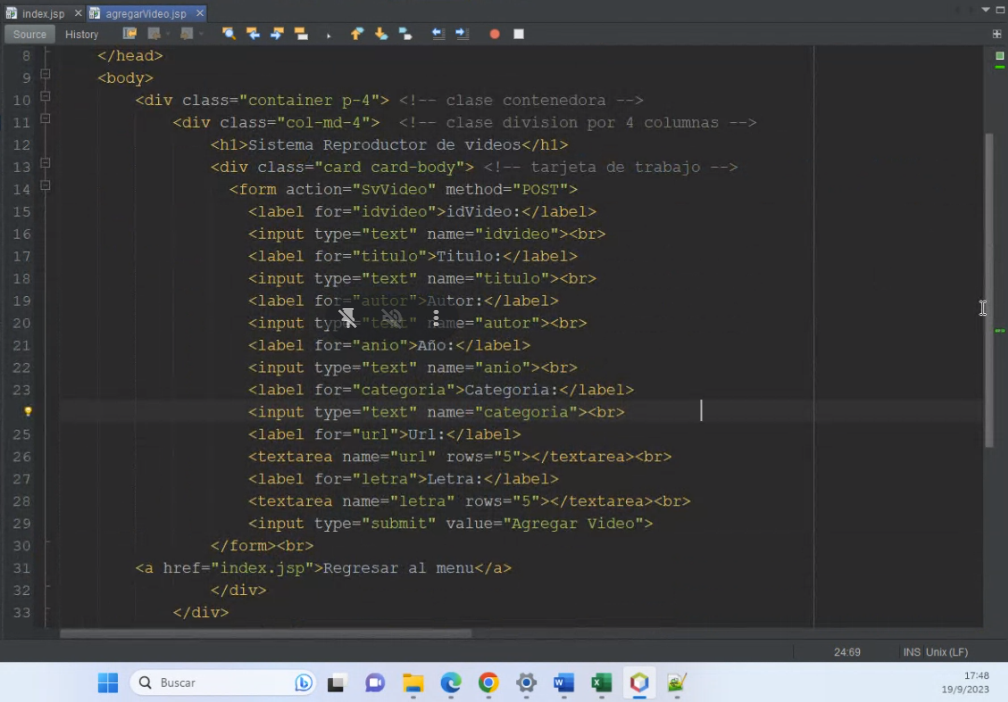 index.jsp agregarVideo.jsp
Source History
8 </head>
9 <body>
10 <div class="container p-4"> <!-- clase contenedora -->
11 <div class="col-md-4"> <!-- clase division por 4 columnas -->
12 <h1>Sistema Reproductor de videos</h1>
13 <div class="card card-body"> <!-- tarjeta de trabajo -->
14 <form action="SvVideo" method="POST">
15 <label for="idvideo">idVideo:</label>
16 <input type="text" name="idvideo"><br>
17 <label for="titulo">Titulo:</label>
18 <input type="text" name="titulo"><br>
19 <label for="autor">Autor:</label>
20 <input type="text" name="autor"><br>
21 <label for="anio">Año:</label>
22 <input type="text" name="anio"><br>
23 <label for="categoria">Categoria:</label>
<input type="text" name="categoria"><br>
25 <label for="url">Url:</label>
26 <textarea name="url" rows="5"></textarea><br>
27 <label for="letra">Letra:</label>
28 <textarea name="letra" rows="5"></textarea><br>
29 <input type="submit" value="Agregar Video">
30 </form><br>
31 <a href="index.jsp">Regresar al menu</a>
32 </div>
33 </div>
24:69 INS Unix (LF)
Buscar
17:48
19/9/2023